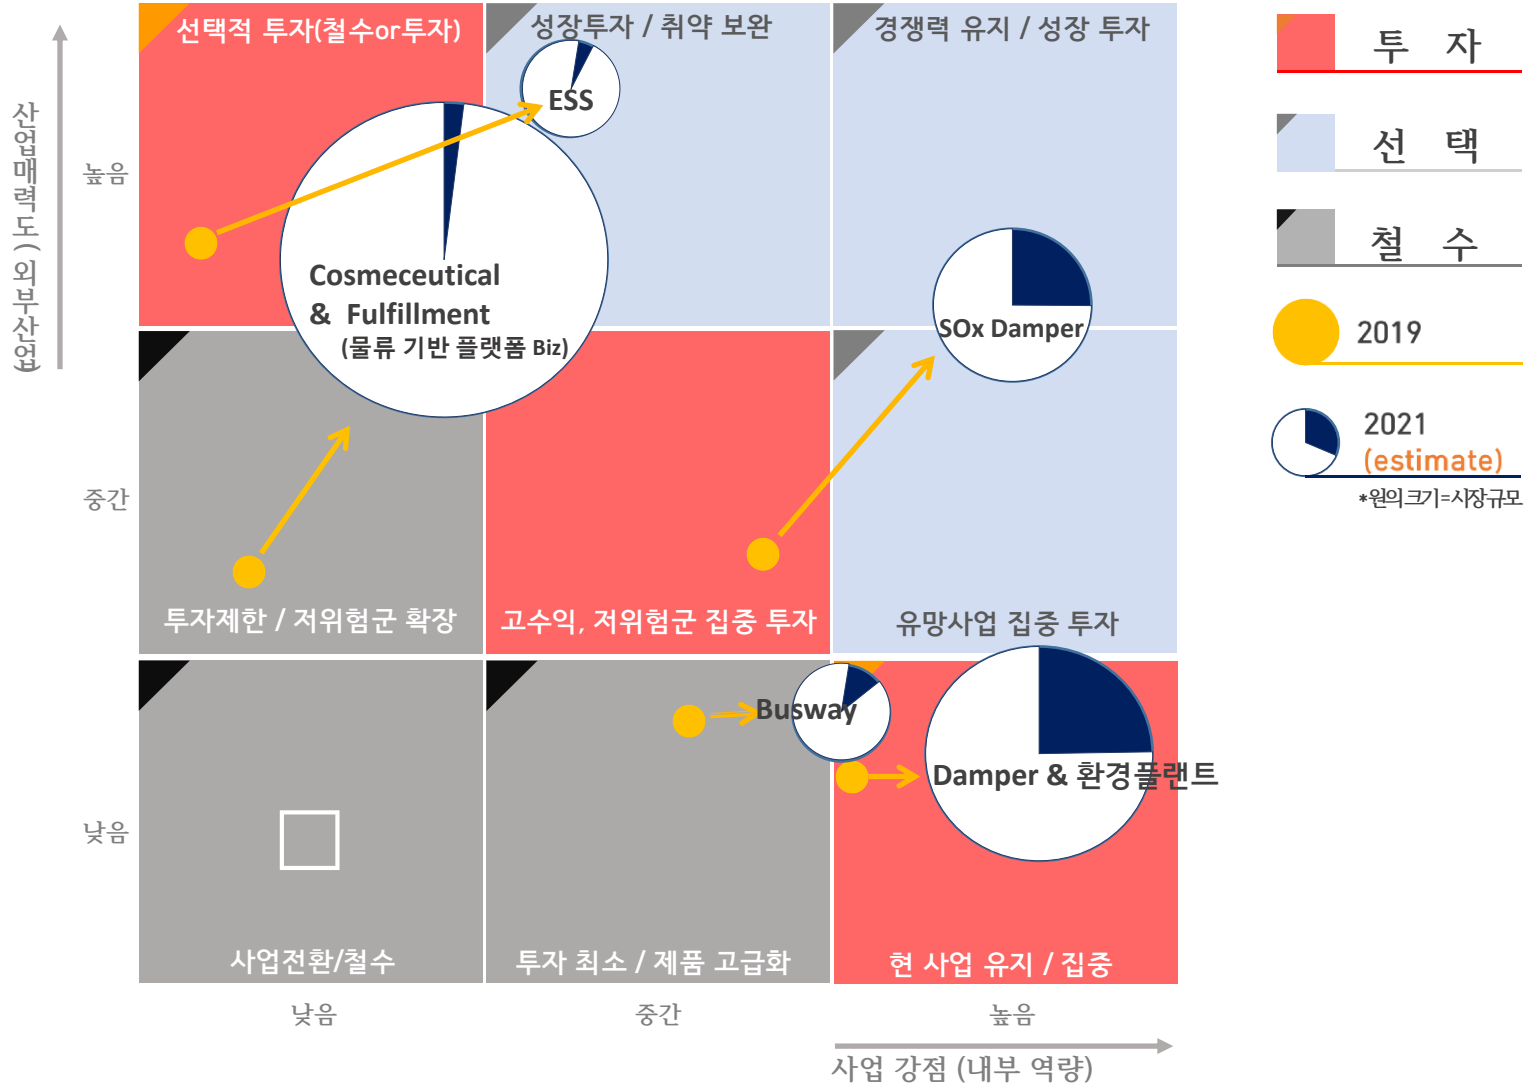 선택적 투자(철수or투자)
성장투자 / 취약 보완
경쟁력 유지 / 성장 투자
ESS
Cosmeceutical
& Fulfillment
(물류 기반 플랫폼 Biz)
SOx Damper
투자제한 / 저위험군 확장
고수익, 저위험군 집중 투자
유망사업 집중 투자
Busway
Damper & 환경플랜트
사업전환/철수
투자 최소 / 제품 고급화
현 사업 유지 / 집중
산업매력도(외부산업)
높음
중간
낮음
낮음
중간
높음
사업 강점 (내부 역량)
투 자
선 택
철 수
2019
2021
(estimate)
*원의 크기=시장규모